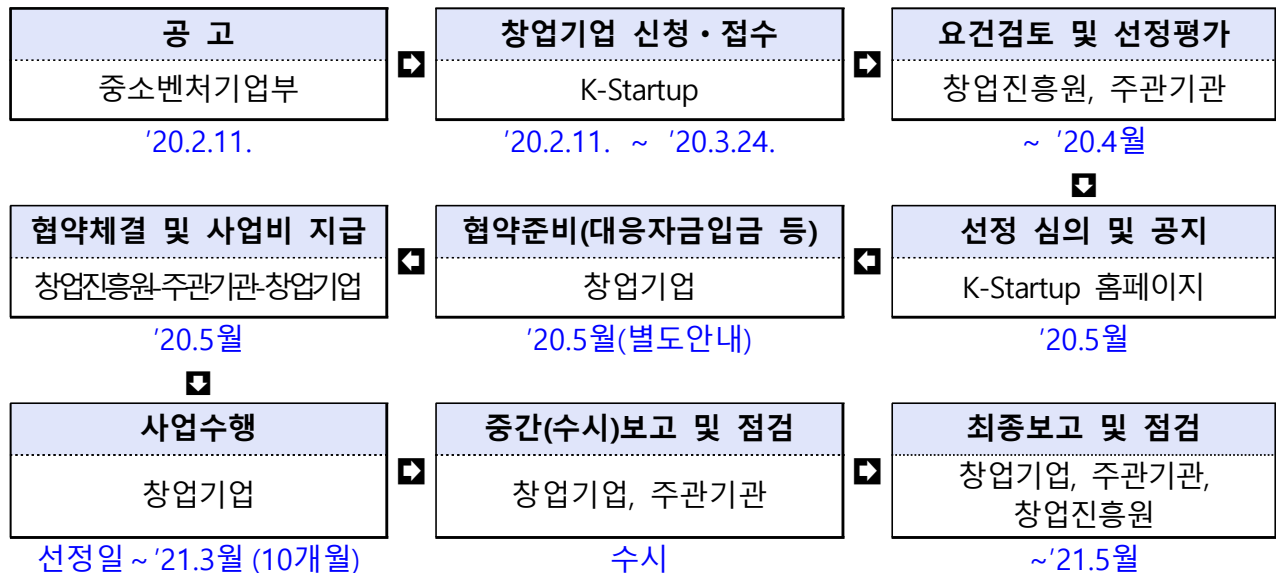 공 고
중소벤처기업부
'20.2.11.
창업기업 신청・접수
K-Startup
'20.2.11. ~ '20.3.24.
요건검토 및 선정평가
창업진흥원, 주관기관
~ '20.4월
협약체결 및 사업비 지급
창업진흥원-주관기관-창업기업
'20.5월
협약준비(대응자금입금 등)
창업기업
'20.5월(별도안내)
선정 심의 및 공지
K-Startup 홈페이지
'20.5월
사업수행
창업기업
선정일 ~ '21.3월 (10개월)
중간(수시)보고 및 점검
창업기업, 주관기관
수시
최종보고 및 점검
창업기업, 주관기관,
창업진흥원
~'21.5월